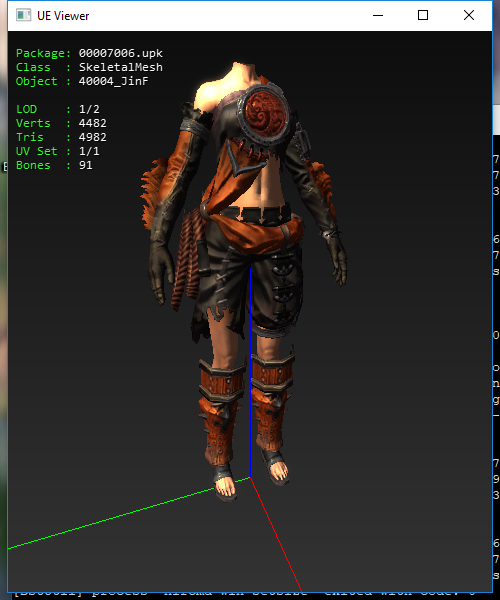 UE Viewer
Package: 00007006.upk
Class : SkeletalMesh
Object : 40004_JinF
LOD : 1/2
Verts : 4482
Tris : 4982
UV Set : 1/1
Bones : 91